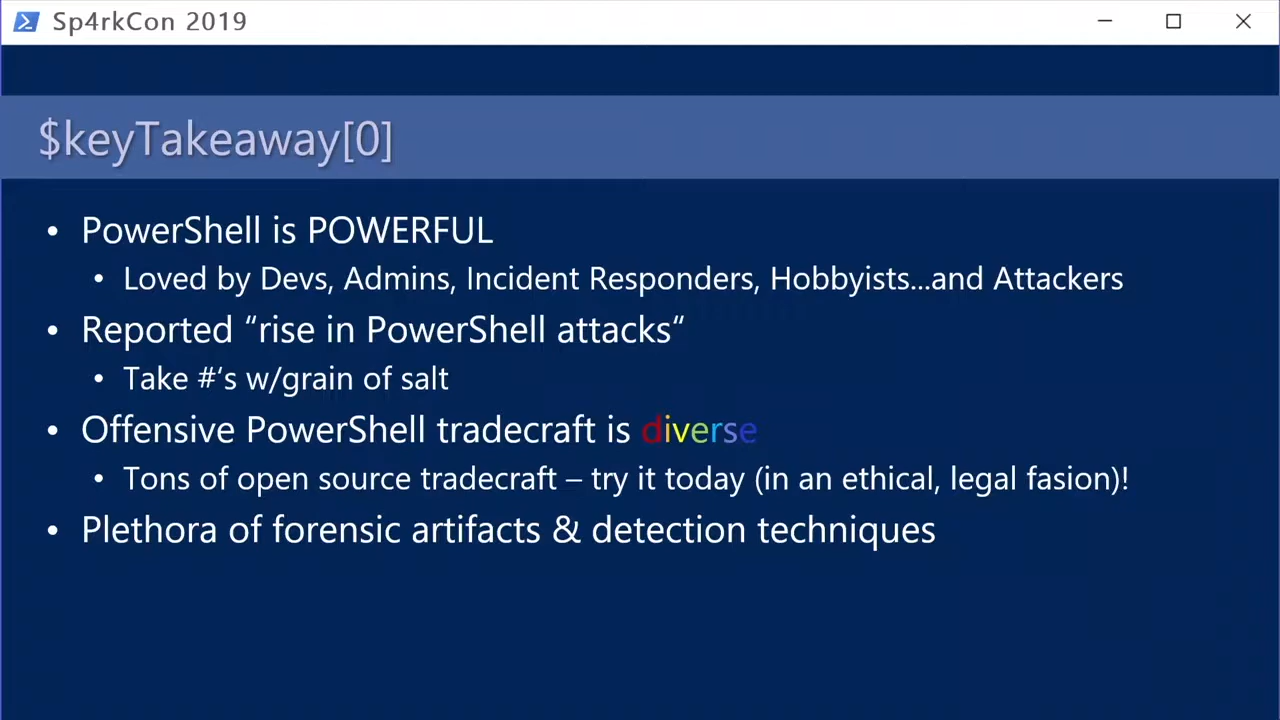 Sp4rkCon 2019
$keyTakeaway[0]
• PowerShell is POWERFUL
• Loved by Devs, Admins, Incident Responders, Hobbyists...and Attackers
• Reported “rise in PowerShell attacks“
• Take #‘s w/grain of salt
• Offensive PowerShell tradecraft is diverse
• Tons of open source tradecraft – try it today (in an ethical, legal fasion)!
• Plethora of forensic artifacts & detection techniques